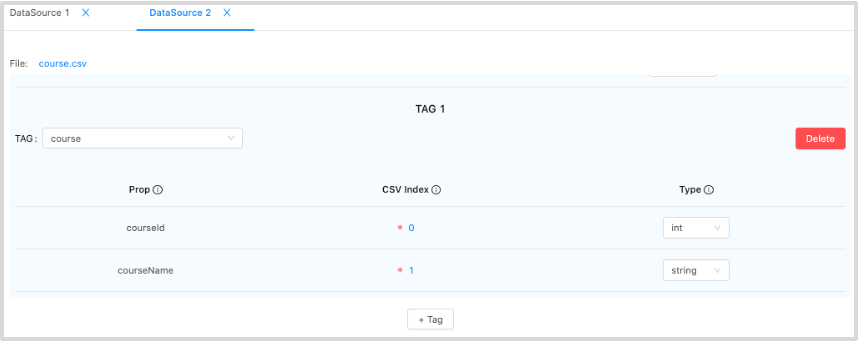 DataSource 1 X DataSource 2 X
File: course.csv
TAG 1
TAG: course Delete
Prop CSV Index Type
courseId * 0 int
courseName * 1 string
+ Tag